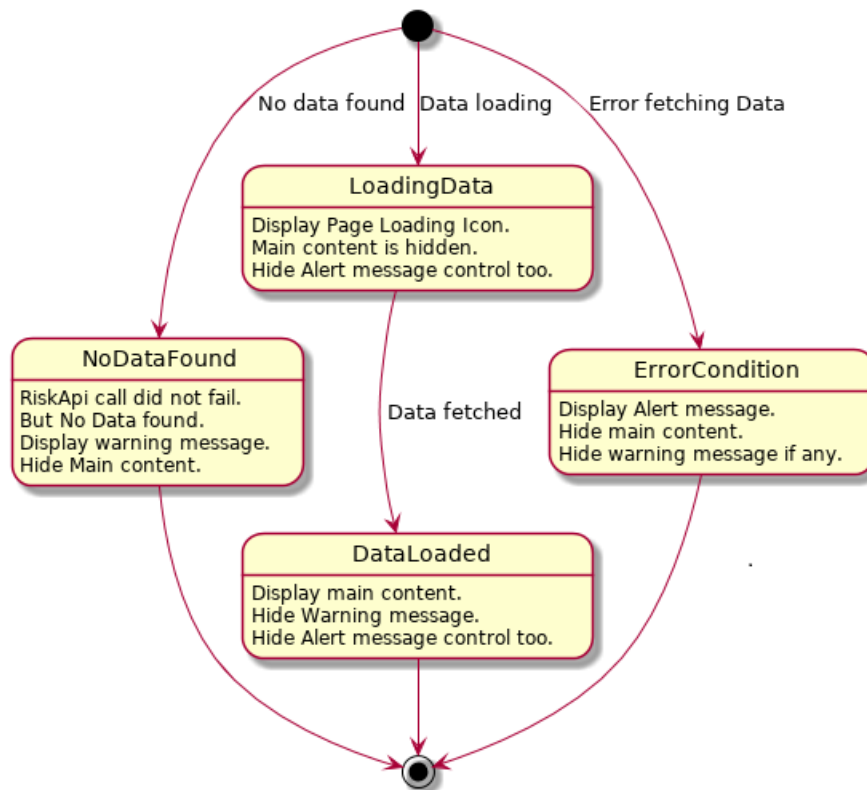 No data found
Data loading
Error fetching Data
LoadingData
Display Page Loading Icon.
Main content is hidden.
Hide Alert message control too.
NoDataFound
RiskApi call did not fail.
But No Data found.
Display warning message.
Hide Main content.
ErrorCondition
Display Alert message.
Hide main content.
Hide warning message if any.
Data fetched
DataLoaded
Display main content.
Hide Warning message.
Hide Alert message control too.